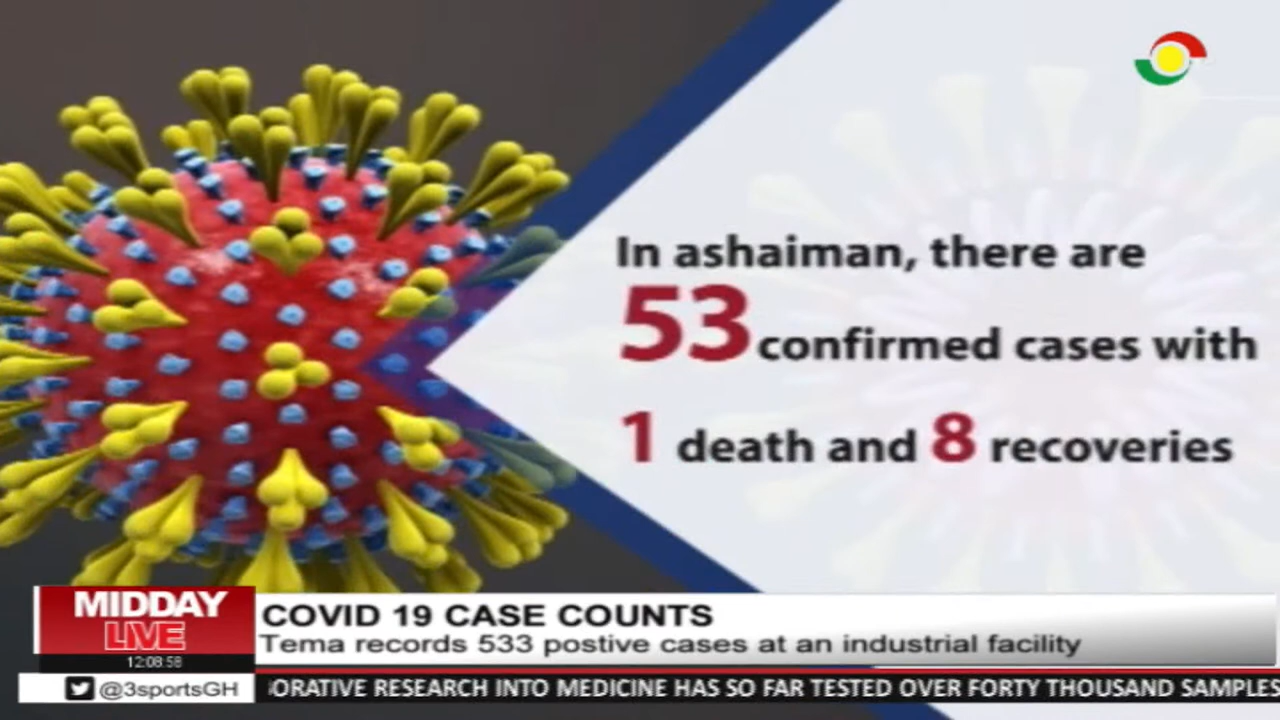 In ashaiman, there are
53 confirmed cases with
1 death and 8 recoveries
MIDDAY
LIVE
12:08:58
COVID 19 CASE COUNTS
Tema records 533 postive cases at an industrial facility
@3sportsGH
ORATIVE RESEARCH INTO MEDICINE HAS SO FAR TESTED OVER FORTY THOUSAND SAMPLES